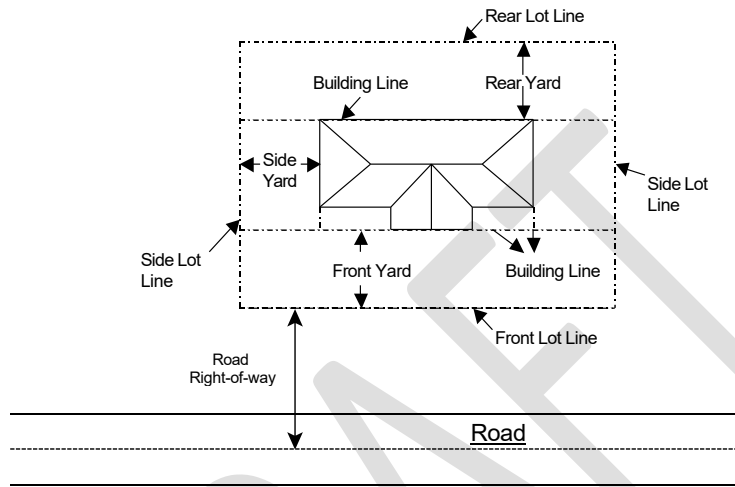 Rear Lot Line
Building Line
Rear Yard
Side
Yard
Side Lot
Line
Side Lot
Line
Front Yard
Building Line
Front Lot Line
Road
Right-of-way
Road
DRAFT